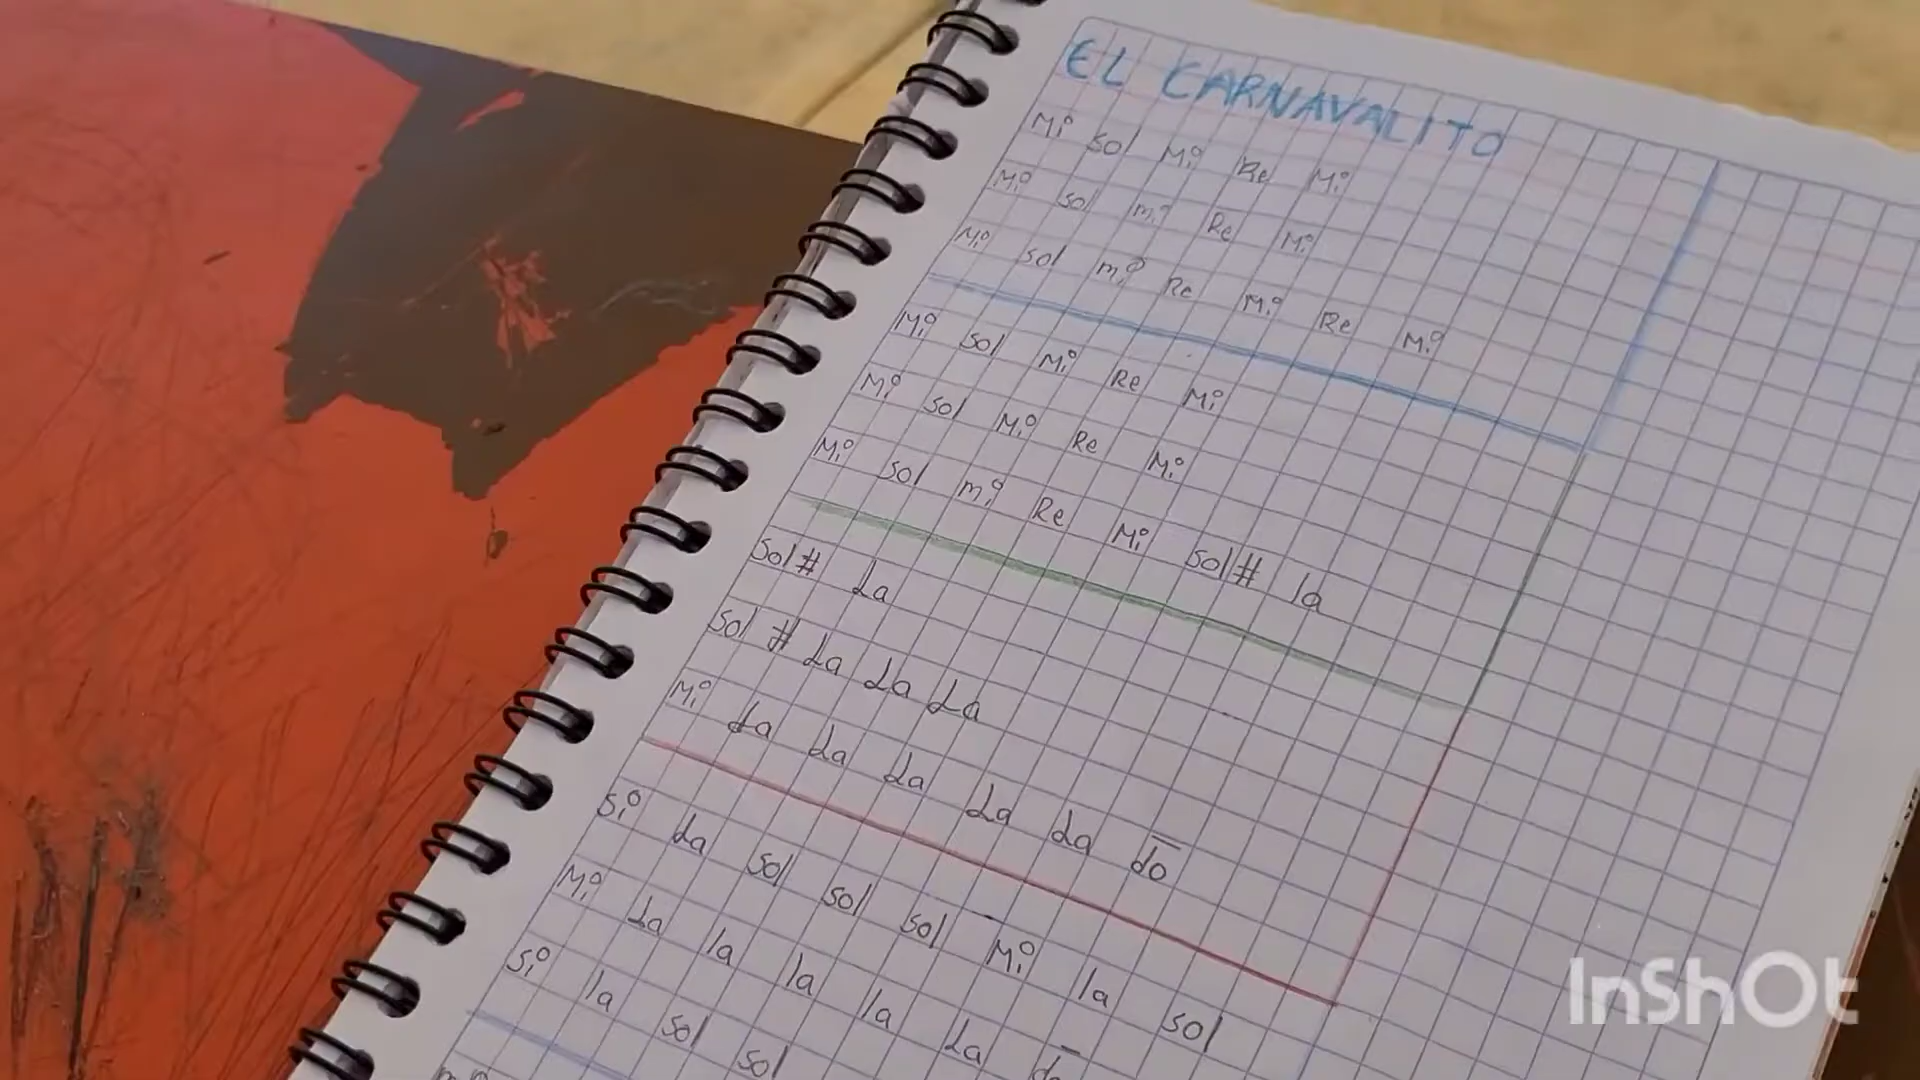 EL CARNAVALITO
Mi Sol Mi Re Mi
Mi sol mi Re Mi
Mi sol mi Re Mi Re Mi
Mi sol Mi Re Mi
Mi sol Mi Re Mi
Mi sol mi Re Mi sol# la
Sol# La
Sol # La La La
Mi La La La La La do
Si La sol sol sol Mi la sol
Mi La la la la La
Si la sol sol
InShOt